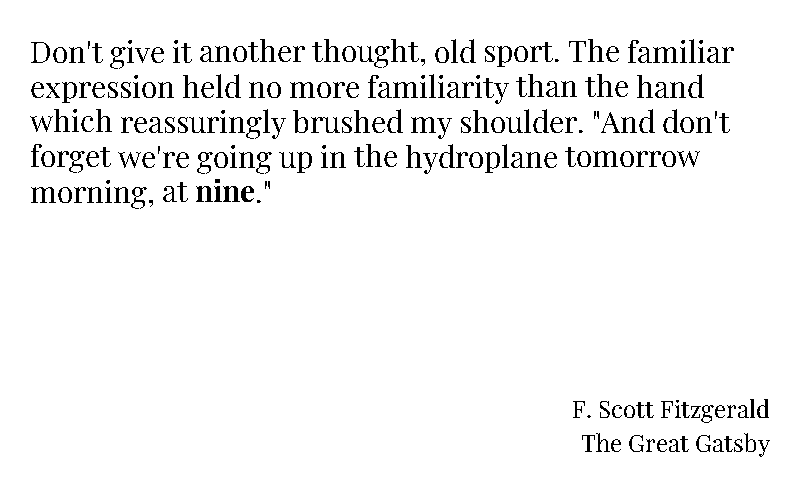 Don't give it another thought, old sport. The familiar
expression held no more familiarity than the hand
which reassuringly brushed my shoulder. "And don't
forget we're going up in the hydroplane tomorrow
morning, at nine."
F. Scott Fitzgerald
The Great Gatsby